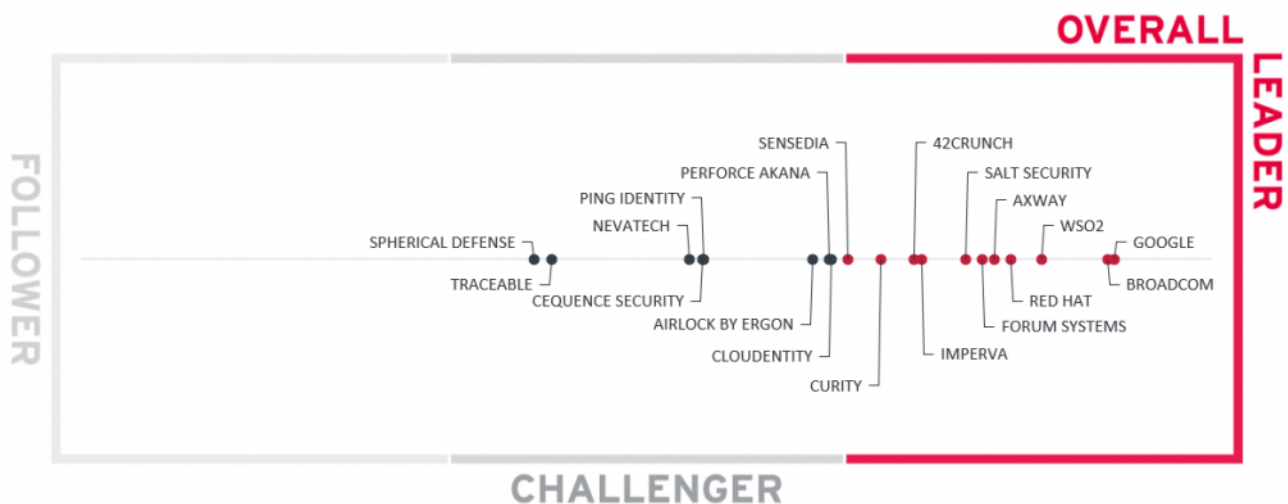 OVERALL
LEADER
FOLLOWER
SENSEDIA
42CRUNCH
PERFORCE AKANA
SALT SECURITY
PING IDENTITY
AXWAY
NEVATECH
WSO2
SPHERICAL DEFENSE
GOOGLE
TRACEABLE
BROADCOM
CEQUENCE SECURITY
RED HAT
AIRLOCK BY ERGON
FORUM SYSTEMS
CLOUDENTITY
IMPERVA
CURITY
CHALLENGER